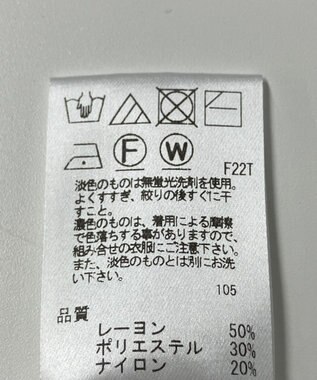 F W F22T
淡色のものは無蛍光洗剤を使用。
よくすすぎ、絞りの後すぐに干
すこと。
濃色のものは、着用による摩擦
で色落ちする事がありますので、
組み合せの衣服にご注意下さい。
また、淡色のものとは別にお洗
い下さい。
105
品質
レーヨン 50%
ポリエステル 30%
ナイロン 20%